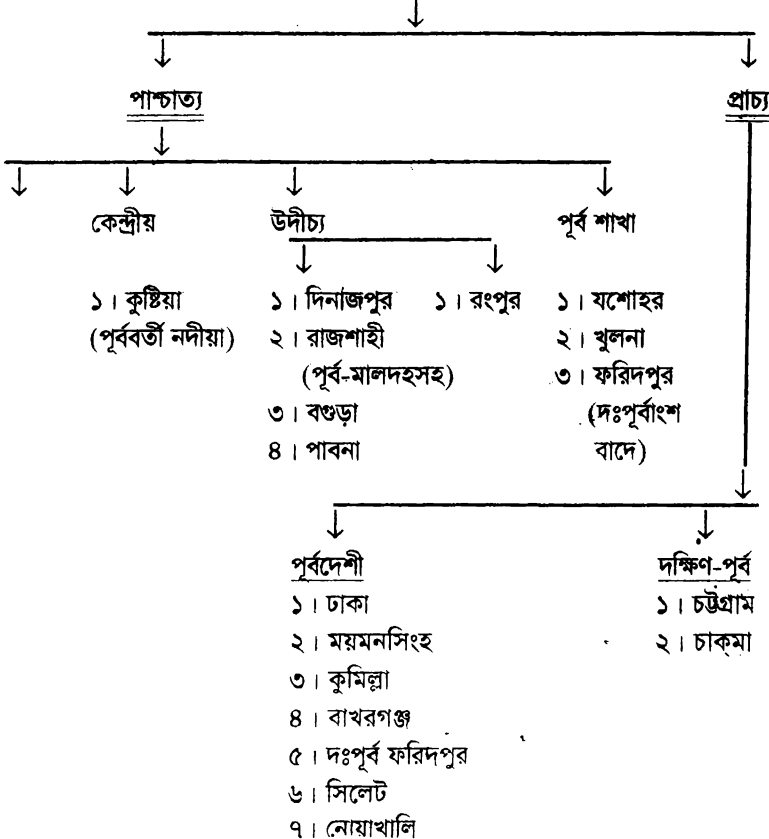 পাশ্চাত্য প্রাচ্য
কেন্দ্রীয় উদীচ্য পূর্ব শাখা
১। কুষ্টিয়া ১। দিনাজপুর ১। রংপুর ১। যশোহর
(পূর্ববর্তী নদীয়া) ২। রাজশাহী ২। খুলনা
(পূর্ব-মালদহসহ) ৩। ফরিদপুর
৩। বগুড়া (দঃপূর্বাংশ
৪। পাবনা বাদে)
পূর্বদেশী দক্ষিণ-পূর্ব
১। ঢাকা ১। চট্টগ্রাম
২। ময়মনসিংহ ২। চাক্‌মা
৩। কুমিল্লা
৪। বাখরগঞ্জ
৫। দঃপূর্ব ফরিদপুর
৬। সিলেট
৭। নোয়াখালি